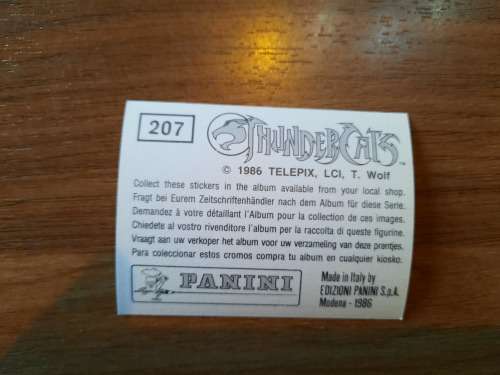 207
THUNDERCATS™
© 1986 TELEPIX, LCI, T. Wolf
Collect these stickers in the album available from your local shop.
Fragt bei Eurem Zeitschriftenhändler nach dem Album für diese Serie.
Demandez à votre détaillant l'Album pour la collection de ces images.
Chiedete al vostro rivenditore l'album per la raccolta di queste figurine.
Vraagt aan uw verkoper het album voor uw verzameling van deze prentjes.
Para coleccionar estos cromos compra tu album en cualquier kiosko.
PANINI
Made in Italy by
EDIZIONI PANINI S.p.A.
Modena - 1986